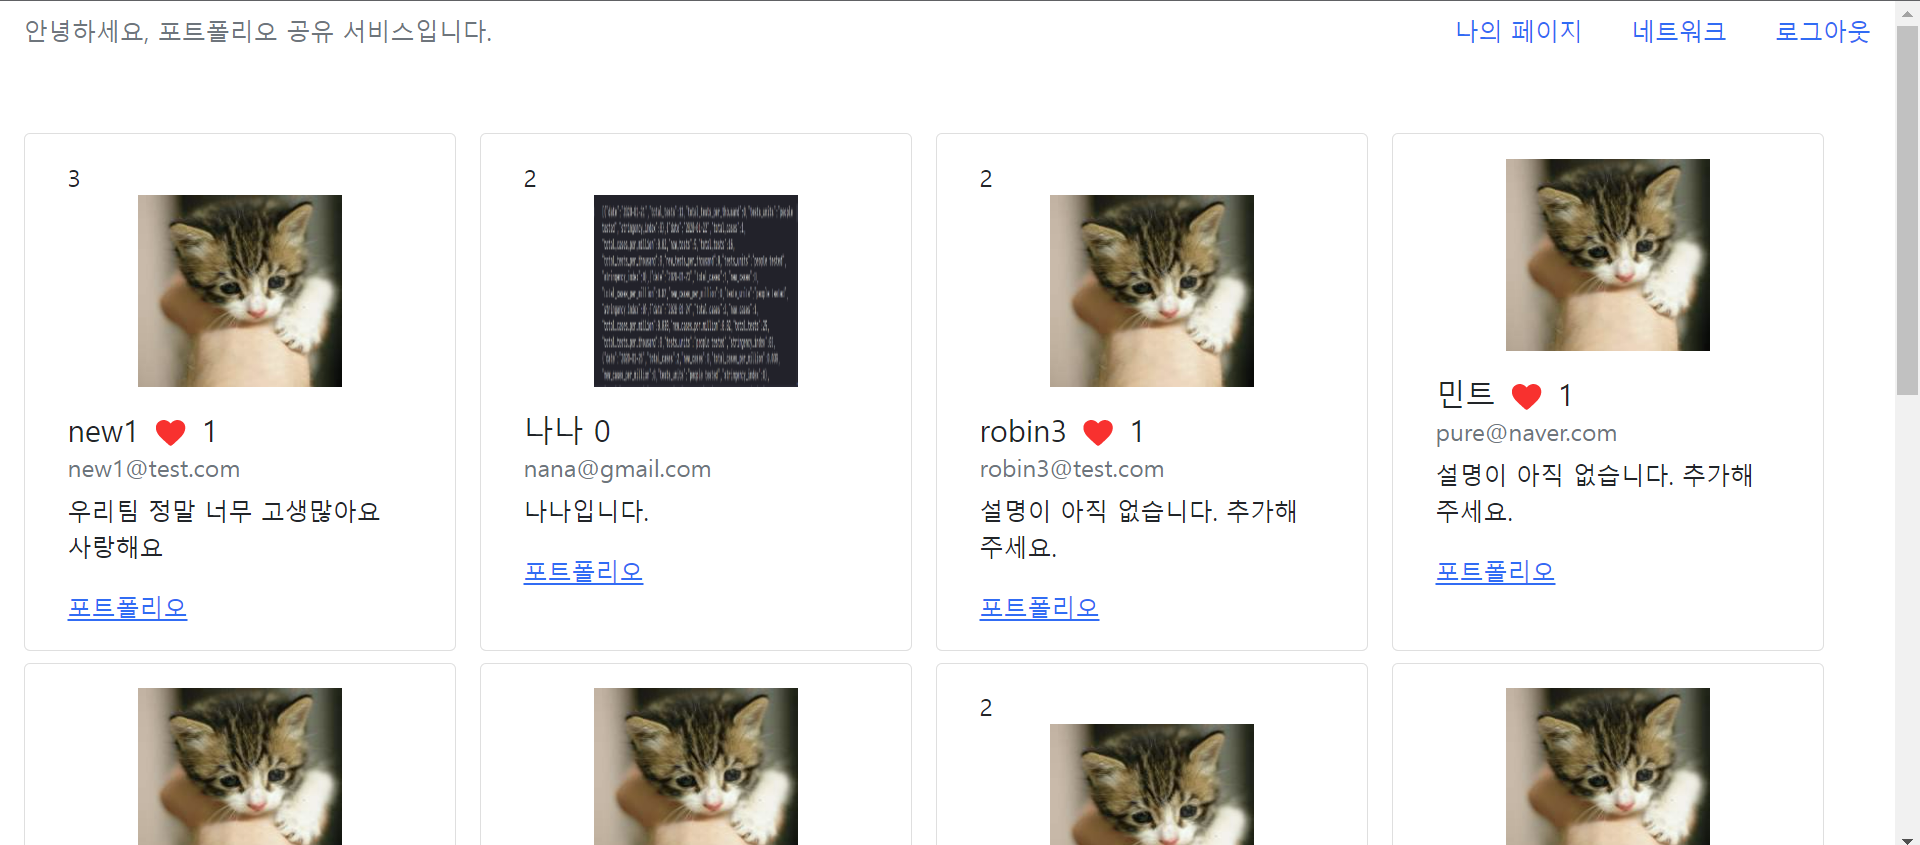 안녕하세요, 포트폴리오 공유 서비스입니다.
나의 페이지 네트워크 로그아웃
3
new1 1
new1@test.com
우리팀 정말 너무 고생많아요
사랑해요
포트폴리오
2
나나 0
nana@gmail.com
나나입니다.
포트폴리오
2
robin3 1
robin3@test.com
설명이 아직 없습니다. 추가해
주세요.
포트폴리오
민트 1
pure@naver.com
설명이 아직 없습니다. 추가해
주세요.
포트폴리오
2